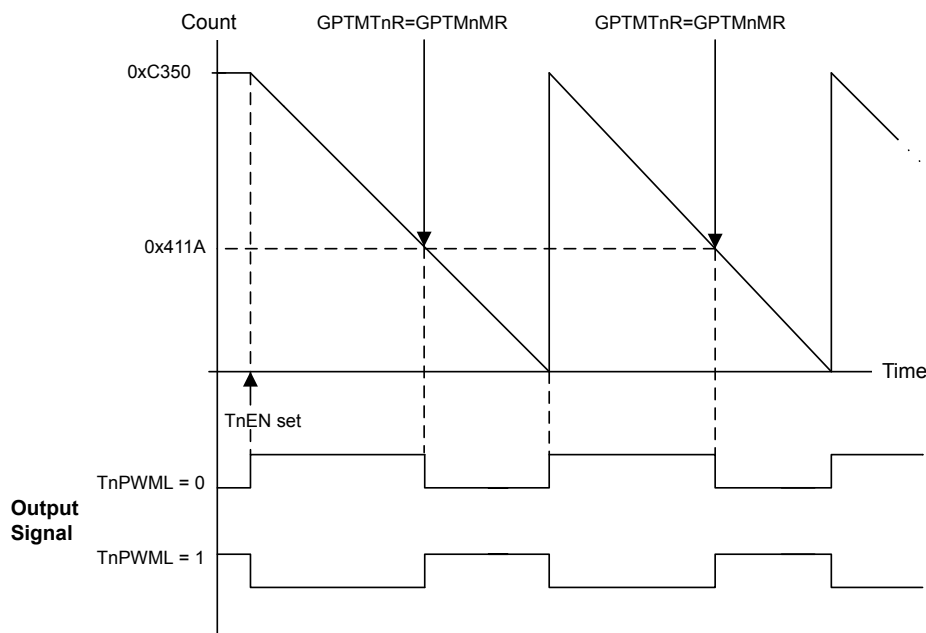 Count
GPTMTnR=GPTMnMR
GPTMTnR=GPTMnMR
0xC350
0x411A
Time
TnEN set
TnPWML = 0
Output
Signal
TnPWML = 1